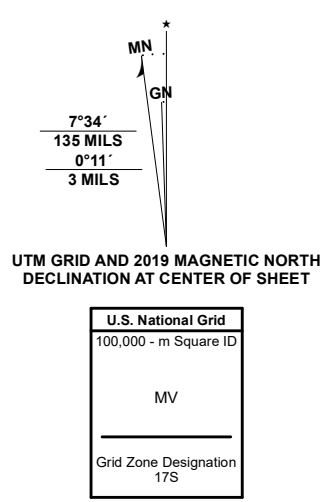 MN
GN
7°34´
135 MILS
0°11´
3 MILS
UTM GRID AND 2019 MAGNETIC NORTH
DECLINATION AT CENTER OF SHEET
U.S. National Grid
100,000 - m Square ID
MV
Grid Zone Designation
17S